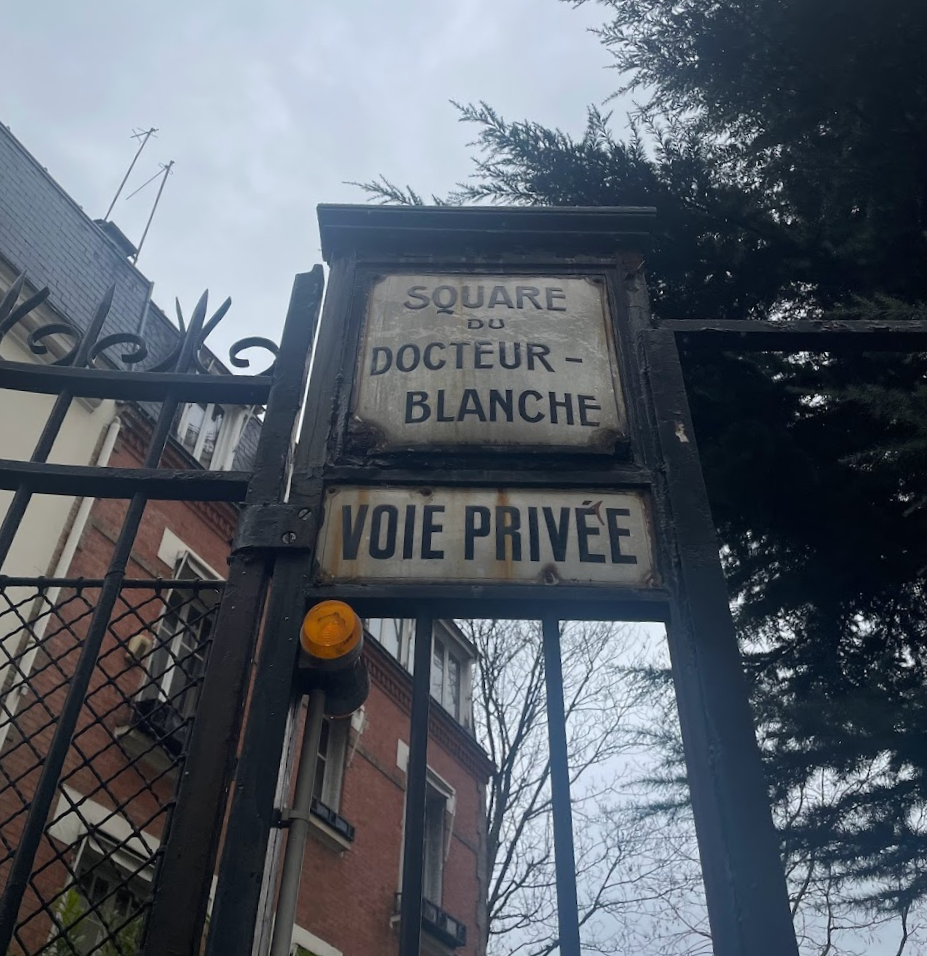 SQUARE
DU
DOCTEUR-
BLANCHE
VOIE PRIVÉE